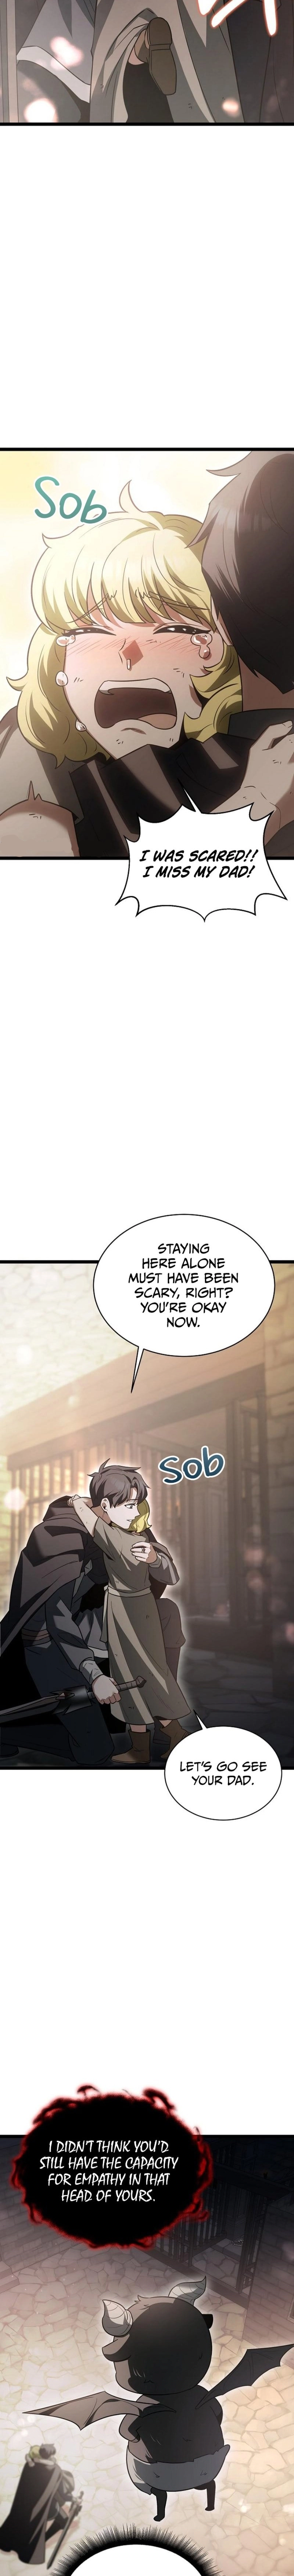 SOB
I WAS SCARED!!
I MISS MY DAD!
STAYING
HERE ALONE
MUST HAVE BEEN
SCARY, RIGHT?
YOU'RE OKAY
NOW.
SOB
LET'S GO SEE
YOUR DAD.
I DIDN'T THINK YOU'D
STILL HAVE THE CAPACITY
FOR EMPATHY IN THAT
HEAD OF YOURS.